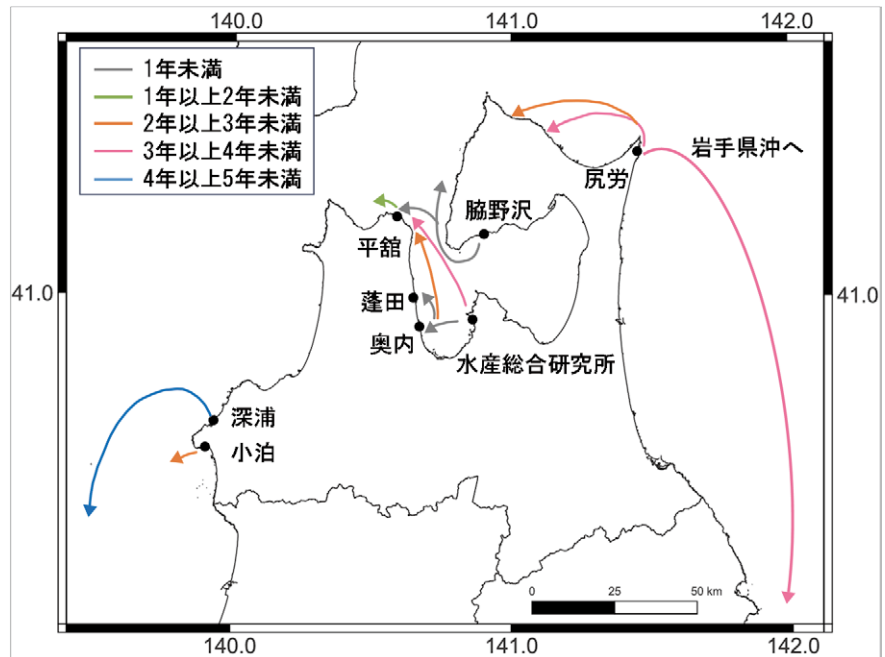 140.0 141.0 142.0
1年未満
1年以上2年未満
2年以上3年未満
3年以上4年未満
4年以上5年未満
岩手県沖へ
尻労
脇野沢
平舘
41.0 41.0
蓬田
奥内
水産総合研究所
深浦
小泊
0 25 50 km
140.0 141.0 142.0